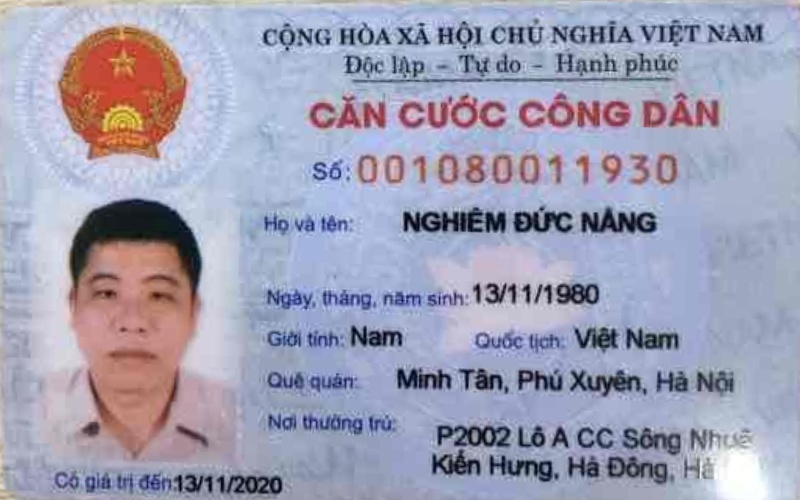 CỘNG HÒA XÃ HỘI CHỦ NGHĨA VIỆT NAM
Độc lập – Tự do – Hạnh phúc
CĂN CƯỚC CÔNG DÂN
Số: 001080011930
Họ và tên: NGHIÊM ĐỨC NĂNG
Ngày, tháng, năm sinh: 13/11/1980
Giới tính: Nam Quốc tịch: Việt Nam
Quê quán: Minh Tân, Phú Xuyên, Hà Nội
Nơi thường trú: P2002 Lô A CC Sông Nhuệ
Kiến Hưng, Hà Đông, Hà
Có giá trị đến 13/11/2020